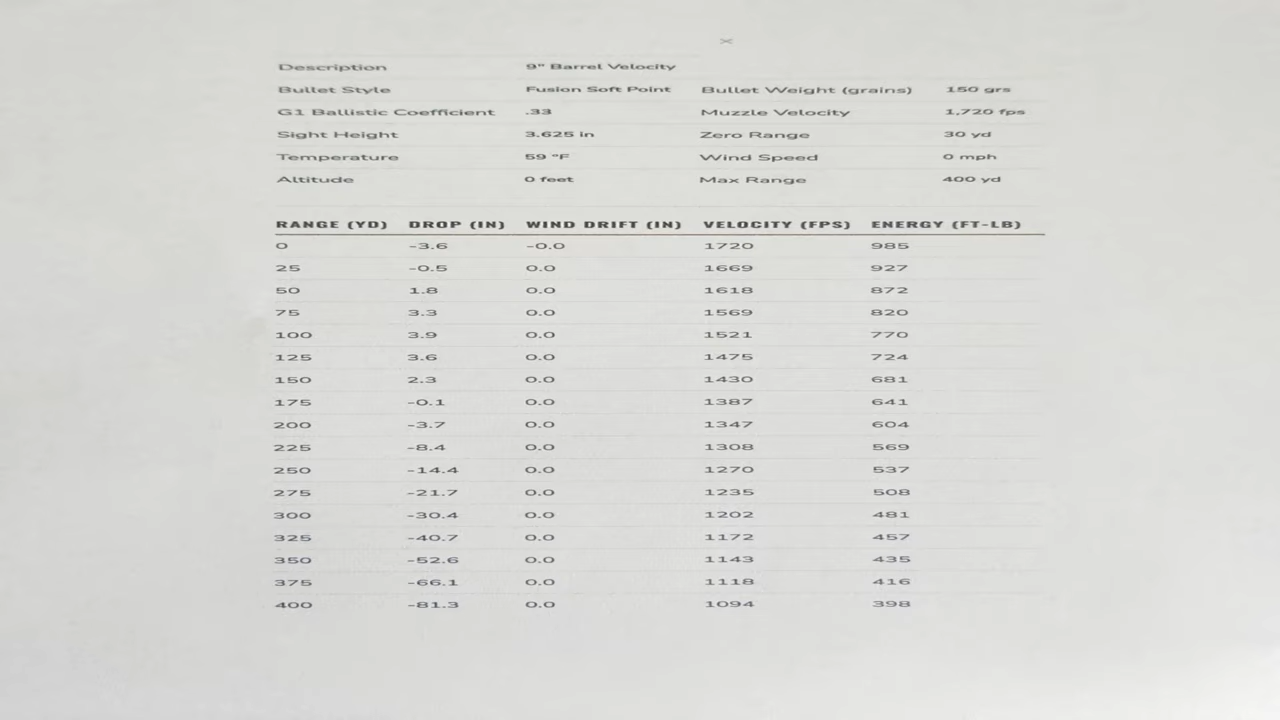 Description 9" Barrel Velocity
Bullet Style Fusion Soft Point Bullet Weight (grains) 150 grs
G1 Ballistic Coefficient .33 Muzzle Velocity 1,720 fps
Sight Height 3.625 in Zero Range 30 yd
Temperature 59 °F Wind Speed 0 mph
Altitude 0 feet Max Range 400 yd
RANGE (YD) DROP (IN) WIND DRIFT (IN) VELOCITY (FPS) ENERGY (FT-LB)
0 -3.6 -0.0 1720 985
25 -0.5 0.0 1669 927
50 1.8 0.0 1618 872
75 3.3 0.0 1569 820
100 3.9 0.0 1521 770
125 3.6 0.0 1475 724
150 2.3 0.0 1430 681
175 -0.1 0.0 1387 641
200 -3.7 0.0 1347 604
225 -8.4 0.0 1308 569
250 -14.4 0.0 1270 537
275 -21.7 0.0 1235 508
300 -30.4 0.0 1202 481
325 -40.7 0.0 1172 457
350 -52.6 0.0 1143 435
375 -66.1 0.0 1118 416
400 -81.3 0.0 1094 398